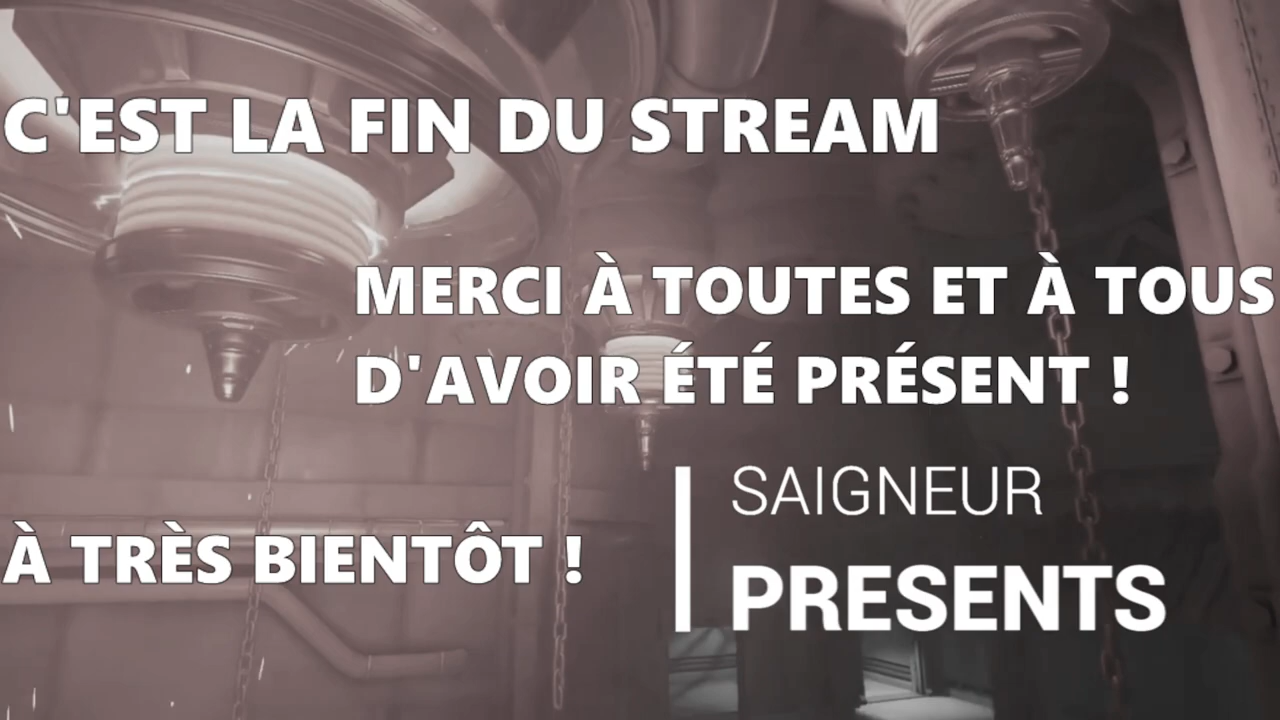 C'EST LA FIN DU STREAM
MERCI À TOUTES ET À TOUS
D'AVOIR ÉTÉ PRÉSENT !
SAIGNEUR
PRESENTS
À TRÈS BIENTÔT !